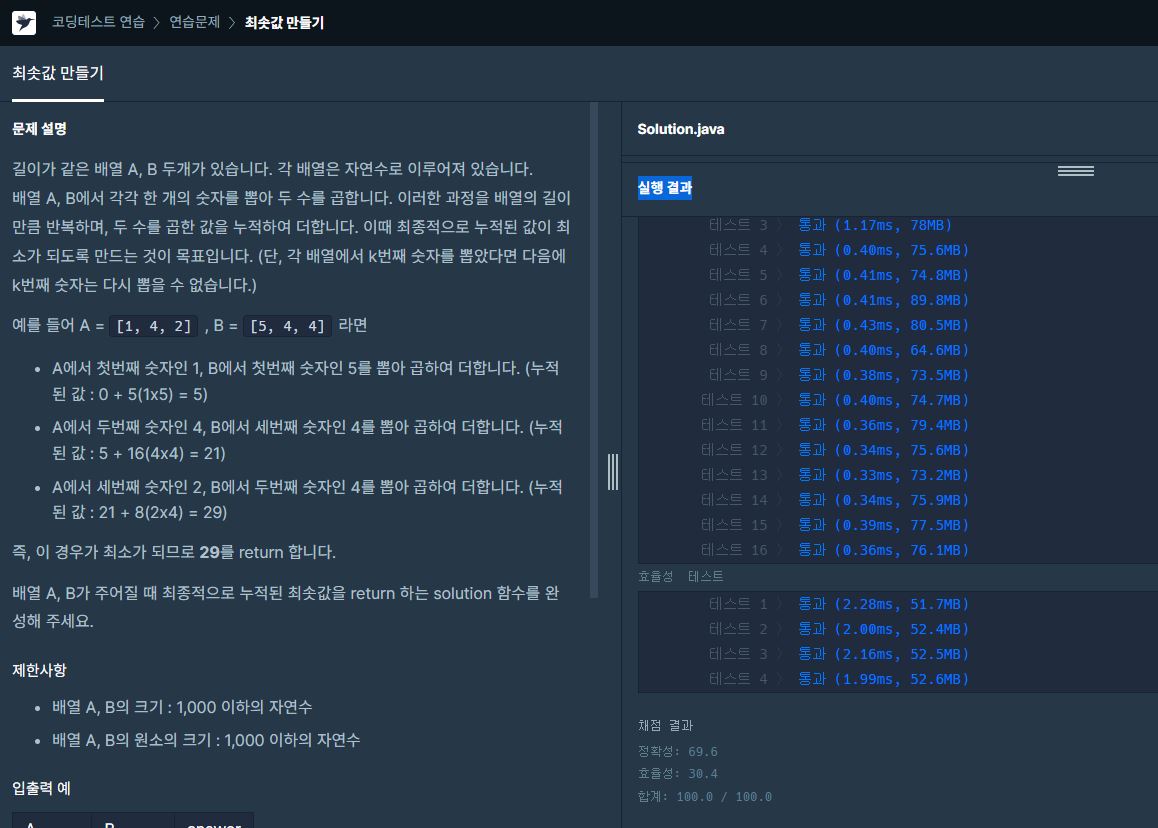 코딩테스트 연습 > 연습문제 > 최솟값 만들기
최솟값 만들기
문제 설명
길이가 같은 배열 A, B 두개가 있습니다. 각 배열은 자연수로 이루어져 있습니다.
배열 A, B에서 각각 한 개의 숫자를 뽑아 두 수를 곱합니다. 이러한 과정을 배열의 길이
만큼 반복하며, 두 수를 곱한 값을 누적하여 더합니다. 이때 최종적으로 누적된 값이 최
소가 되도록 만드는 것이 목표입니다. (단, 각 배열에서 k번째 숫자를 뽑았다면 다음에
k번째 숫자는 다시 뽑을 수 없습니다.)
예를 들어 A = [1, 4, 2] , B = [5, 4, 4] 라면
• A에서 첫번째 숫자인 1, B에서 첫번째 숫자인 5를 뽑아 곱하여 더합니다. (누적
된 값 : 0 + 5(1x5) = 5)
• A에서 두번째 숫자인 4, B에서 세번째 숫자인 4를 뽑아 곱하여 더합니다. (누적
된 값 : 5 + 16(4x4) = 21)
• A에서 세번째 숫자인 2, B에서 두번째 숫자인 4를 뽑아 곱하여 더합니다. (누적
된 값 : 21 + 8(2x4) = 29)
즉, 이 경우가 최소가 되므로 29를 return 합니다.
배열 A, B가 주어질 때 최종적으로 누적된 최솟값을 return 하는 solution 함수를 완
성해 주세요.
제한사항
• 배열 A, B의 크기 : 1,000 이하의 자연수
• 배열 A, B의 원소의 크기 : 1,000 이하의 자연수
입출력 예
A B answer
Solution.java
실행 결과
테스트 3 > 통과 (1.17ms, 78MB)
테스트 4 > 통과 (0.40ms, 75.6MB)
테스트 5 > 통과 (0.41ms, 74.8MB)
테스트 6 > 통과 (0.41ms, 89.8MB)
테스트 7 > 통과 (0.43ms, 80.5MB)
테스트 8 > 통과 (0.40ms, 64.6MB)
테스트 9 > 통과 (0.38ms, 73.5MB)
테스트 10 > 통과 (0.40ms, 74.7MB)
테스트 11 > 통과 (0.36ms, 79.4MB)
테스트 12 > 통과 (0.34ms, 75.6MB)
테스트 13 > 통과 (0.33ms, 73.2MB)
테스트 14 > 통과 (0.34ms, 75.9MB)
테스트 15 > 통과 (0.39ms, 77.5MB)
테스트 16 > 통과 (0.36ms, 76.1MB)
효율성 테스트
테스트 1 > 통과 (2.28ms, 51.7MB)
테스트 2 > 통과 (2.00ms, 52.4MB)
테스트 3 > 통과 (2.16ms, 52.5MB)
테스트 4 > 통과 (1.99ms, 52.6MB)
채점 결과
정확성: 69.6
효율성: 30.4
합계: 100.0 / 100.0